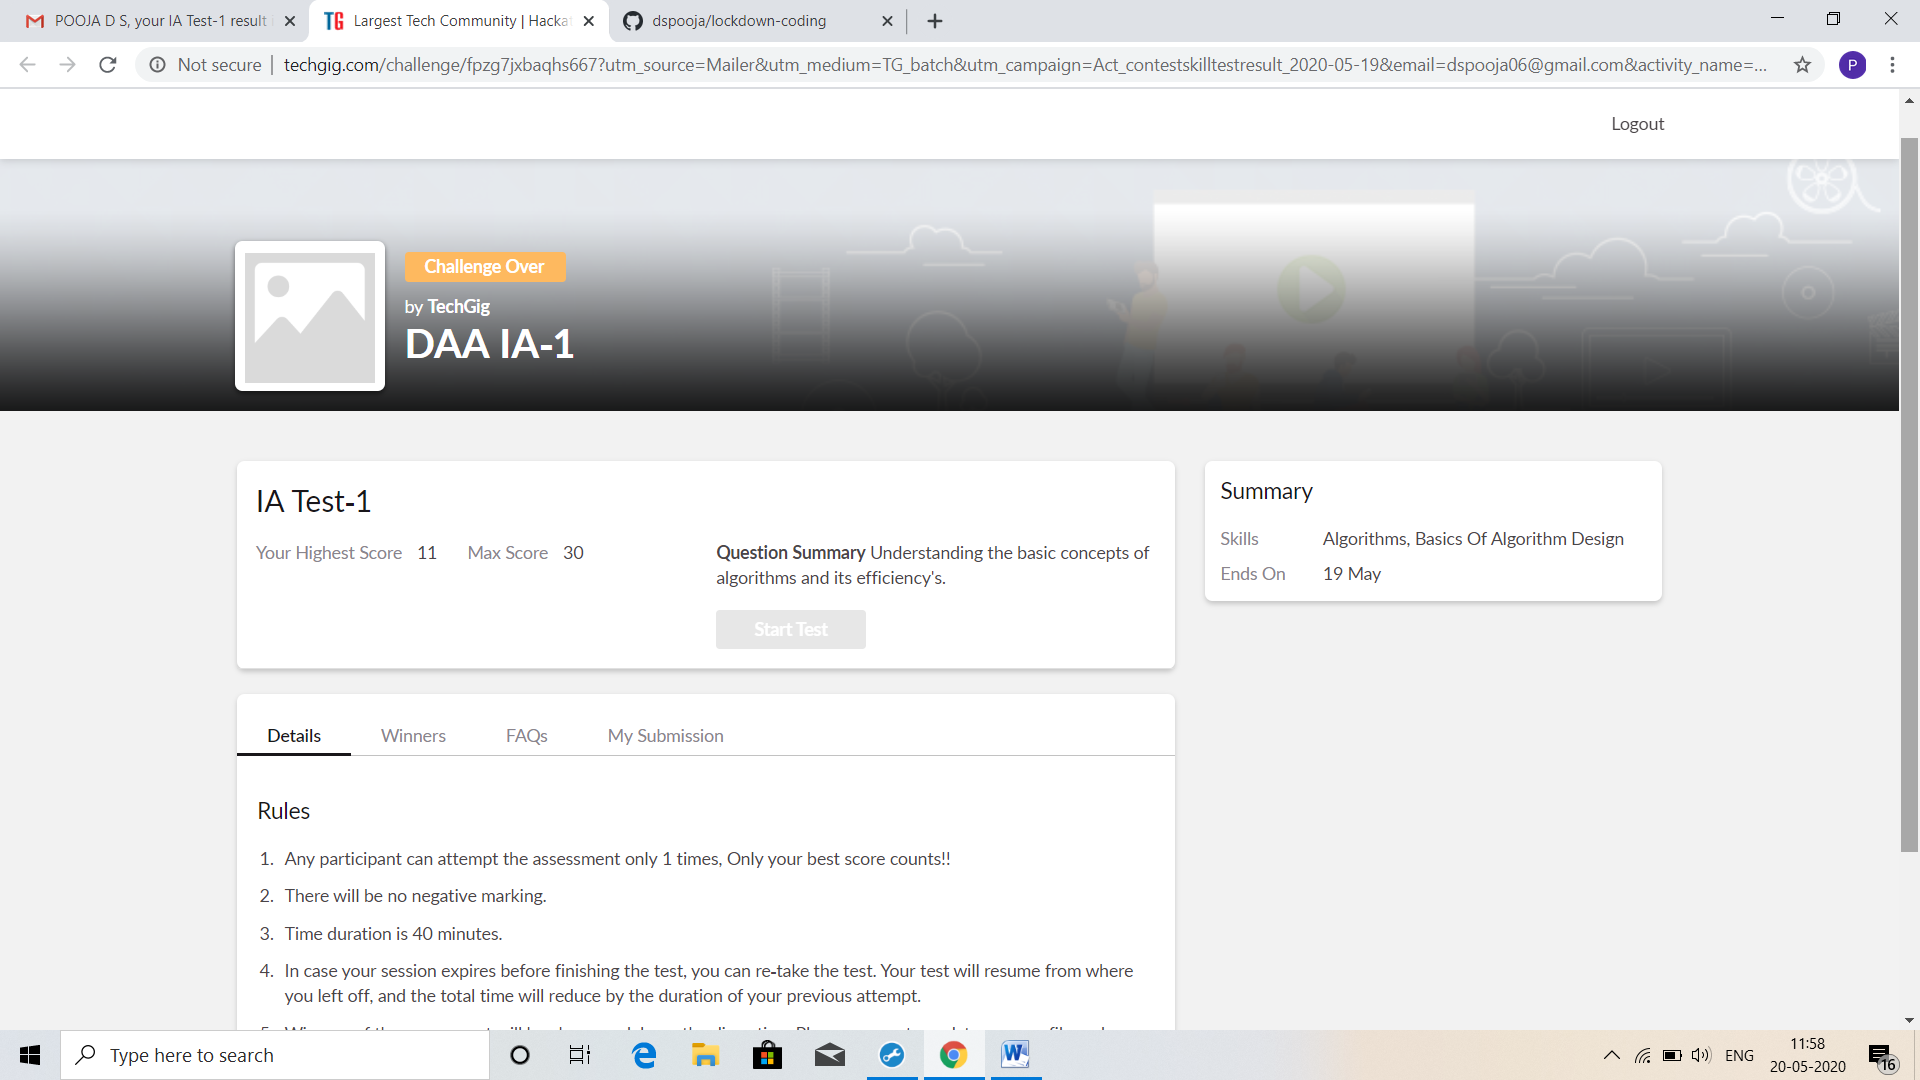 POOJA D S, your IA Test-1 result
Largest Tech Community | Hacka
dspooja/lockdown-coding
Not secure
techgig.com/challenge/fpzg7jxbaqhs667?utm_source=Mailer&utm_medium=TG_batch&utm_campaign=Act_contestskilltestresult_2020-05-19&email=dspooja06@gmail.com&activity_name=...
P
Logout
Challenge Over
by TechGig
DAA IA-1
IA Test-1
Your Highest Score 11 Max Score 30
Question Summary Understanding the basic concepts of
algorithms and its efficiency's.
Start Test
Summary
Skills Algorithms, Basics Of Algorithm Design
Ends On 19 May
Details Winners FAQs My Submission
Rules
1. Any participant can attempt the assessment only 1 times, Only your best score counts!!
2. There will be no negative marking.
3. Time duration is 40 minutes.
4. In case your session expires before finishing the test, you can re-take the test. Your test will resume from where
you left off, and the total time will reduce by the duration of your previous attempt.
Type here to search
ENG
11:58
20-05-2020
16